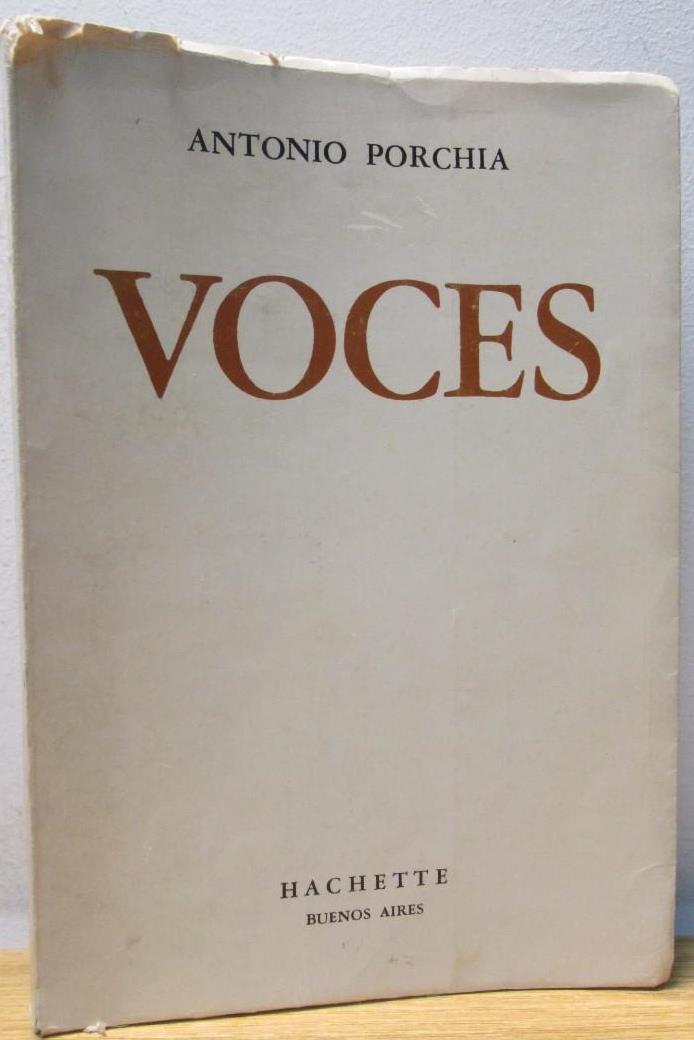 ANTONIO PORCHIA
VOCES
HACHETTE
BUENOS AIRES